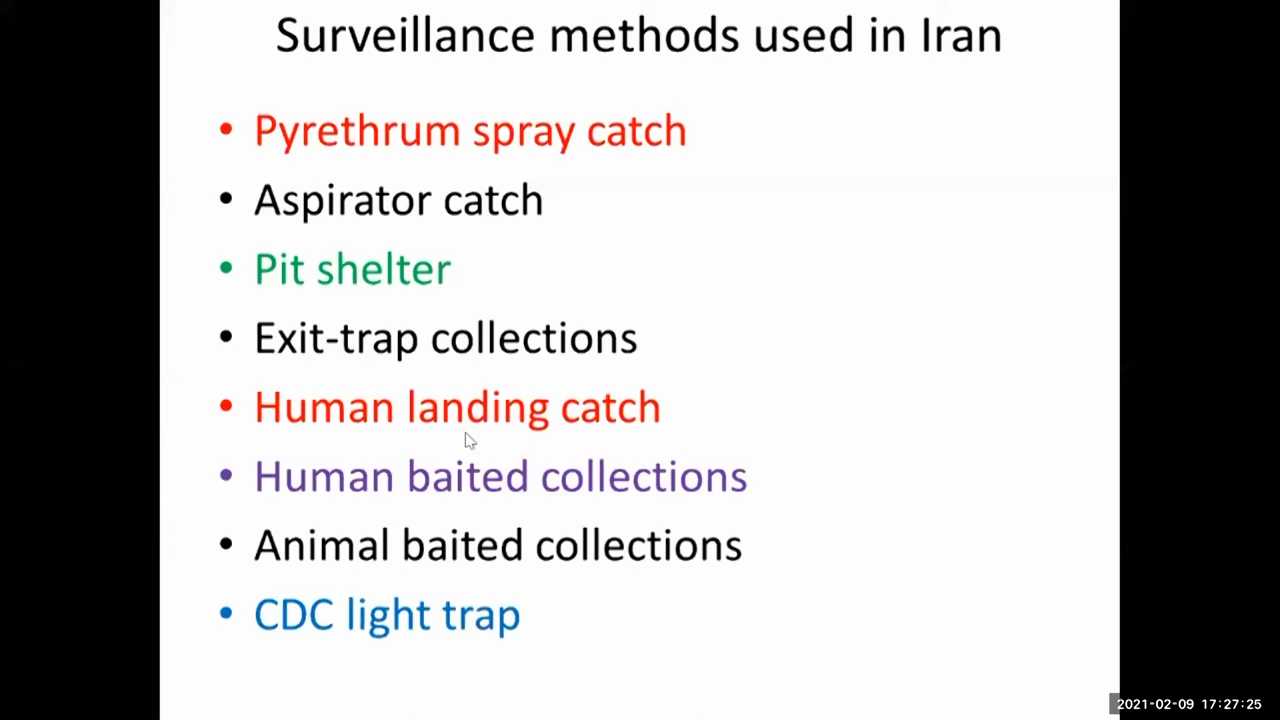 Surveillance methods used in Iran
• Pyrethrum spray catch
• Aspirator catch
• Pit shelter
• Exit-trap collections
• Human landing catch
• Human baited collections
• Animal baited collections
• CDC light trap
2021-02-09 17:27:25